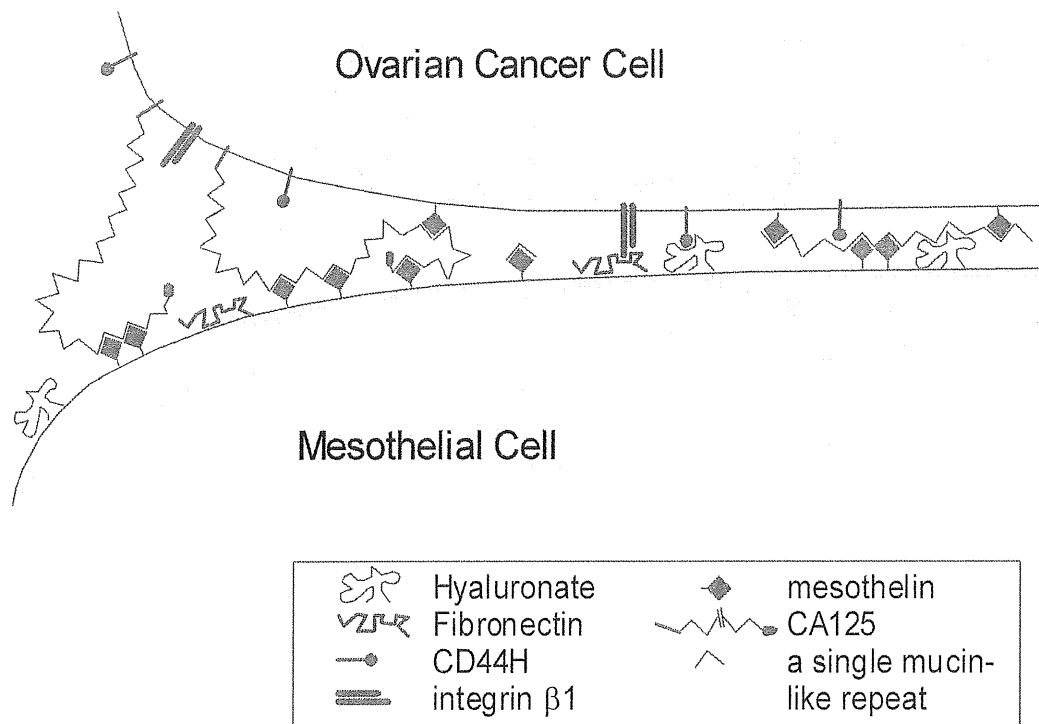 Ovarian Cancer Cell
Mesothelial Cell
Hyaluronate
Fibronectin
CD44H
integrin β1
mesothelin
CA125
a single mucin-
like repeat